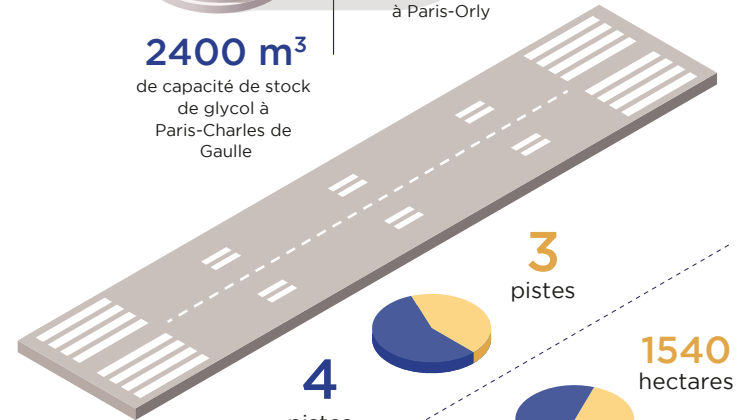 à Paris-Orly
2400 m³
de capacité de stock
de glycol à
Paris-Charles de
Gaulle
3
pistes
1540
hectares
4
pistes